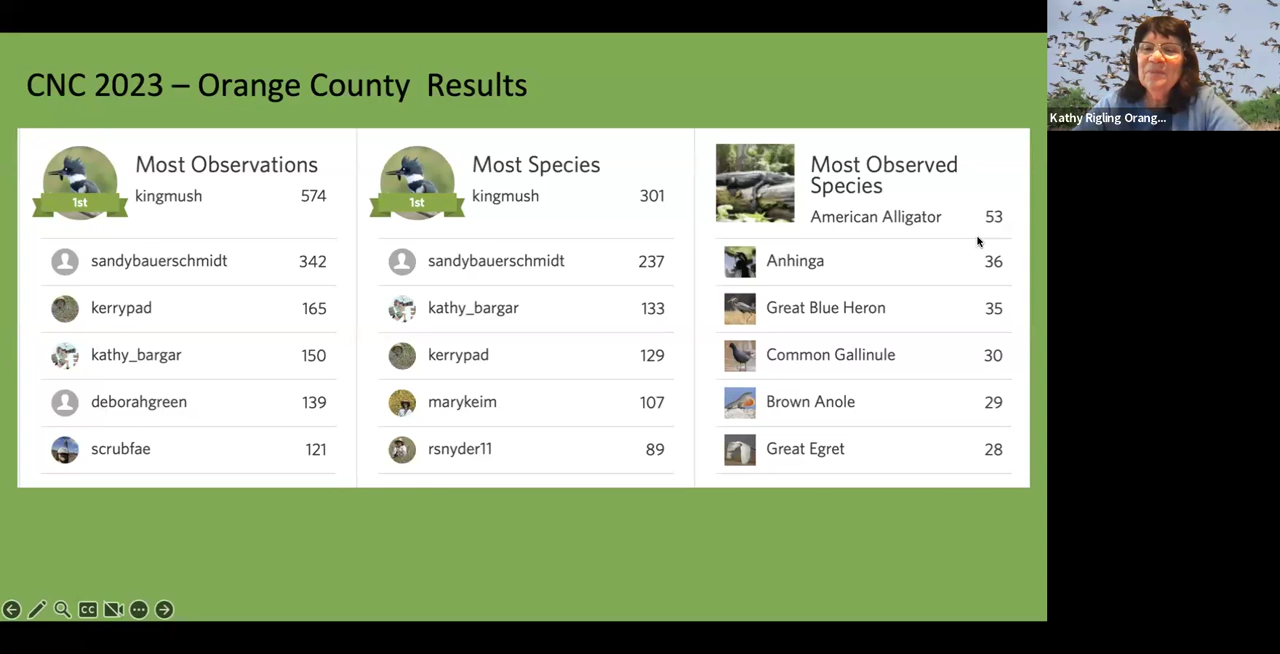 CNC 2023 – Orange County Results
Most Observations
kingmush 574
1st
sandybauerschmidt 342
kerrypad 165
kathy_bargar 150
deborahgreen 139
scrubfae 121
Most Species
kingmush 301
1st
sandybauerschmidt 237
kathy_bargar 133
kerrypad 129
marykeim 107
rsnyder11 89
Most Observed
Species
American Alligator 53
Anhinga 36
Great Blue Heron 35
Common Gallinule 30
Brown Anole 29
Great Egret 28
Kathy Rigling Orang...
CC